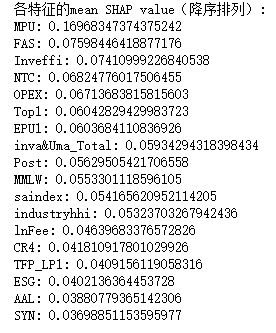 各特征的mean SHAP value（降序排列）：
MPU: 0.16968347374375242
FAS: 0.07598446418877176
Inveffi: 0.07410999226840538
NTC: 0.06824776017506455
OPEX: 0.06713683815815603
Top1: 0.06042829429983723
EPU1: 0.0603684110836926
inva&Uma_Total: 0.05934294318398434
Post: 0.05629505421706558
MMLW: 0.0553301118596105
saindex: 0.054165620952114205
industryhhi: 0.05323703267942436
lnFee: 0.04639683376572826
CR4: 0.041810917801029926
TFP_LP1: 0.0409156119058316
ESG: 0.0402136364453728
AAL: 0.03880779365142306
SYN: 0.03698851153595977